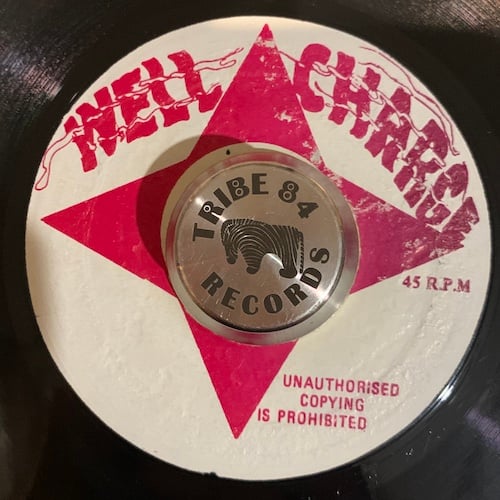 WELL CHARGE
TRIBE 84
RECORDS
45 R.P.M
UNAUTHORISED
COPYING
IS PROHIBITED